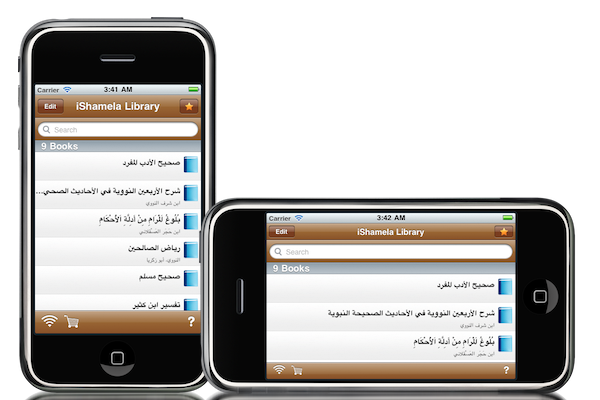 Carrier 3:41 AM
Edit iShamela Library
Search
9 Books
صحيح الأدب المفرد
شرح الأربعين النووية في الأحاديث الصحي...
ابن شرف النووي
بُلُوغُ المَرَامِ مِنْ أَدِلَّةِ الأَحْكَامِ
ابن حجر العسقلاني
رياض الصالحين
النووي، أبو زكريا
صحيح مسلم
تفسير ابن كثير
?
Carrier 3:42 AM
Edit iShamela Library
Search
9 Books
صحيح الأدب المفرد
شرح الأربعين النووية في الأحاديث الصحيحة النبوية
ابن شرف النووي
بُلُوغُ المَرَامِ مِنْ أَدِلَّةِ الأَحْكَامِ
ابن حجر العسقلاني
?